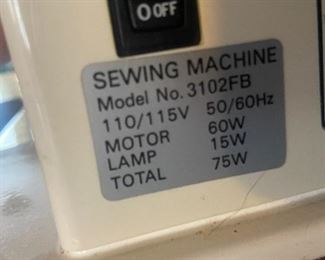 O OFF
SEWING MACHINE
Model No. 3102FB
110/115V 50/60Hz
MOTOR 60W
LAMP 15W
TOTAL 75W